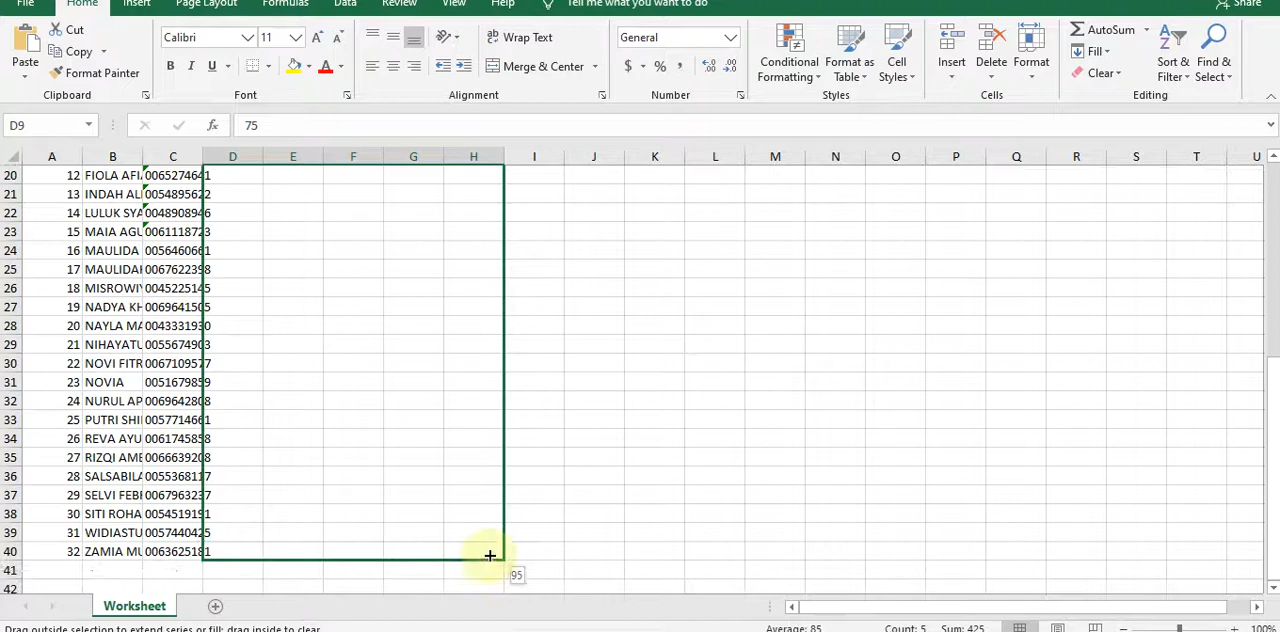 File Home Insert Page Layout Formulas Data Review View Help Tell me what you want to do Share
Paste Cut Copy Format Painter Clipboard
Calibri 11 A A B I U A Font
Wrap Text Merge & Center Alignment
General $ % , Number
Conditional Formatting Format as Table Cell Styles Styles
Insert Delete Format Cells
AutoSum Fill Clear Sort & Filter Find & Select Editing
D9 fx 75
A B C D E F G H I J K L M N O P Q R S T U
20 12 FIOLA AFI 0065274641
21 13 INDAH AL 0054895622
22 14 LULUK SYA 0048908946
23 15 MAIA AGU 0061118723
24 16 MAULIDA 0056460661
25 17 MAULIDAH 0067622398
26 18 MISROWIY 0045225145
27 19 NADYA KH 0069641505
28 20 NAYLA MA 0043331930
29 21 NIHAYATU 0055674903
30 22 NOVI FITR 0067109577
31 23 NOVIA 0051679859
32 24 NURUL AP 0069642808
33 25 PUTRI SHI 0057714661
34 26 REVA AYU 0061745858
35 27 RIZQI AME 0066639208
36 28 SALSABILA 0055368117
37 29 SELVI FEB 0067963237
38 30 SITI ROHA 0054519191
39 31 WIDIASTU 0057440425
40 32 ZAMIA MU 0063625181
41
95
42
Worksheet
Drag outside selection to extend series or fill; drag inside to clear Average: 85 Count: 5 Sum: 425 100%